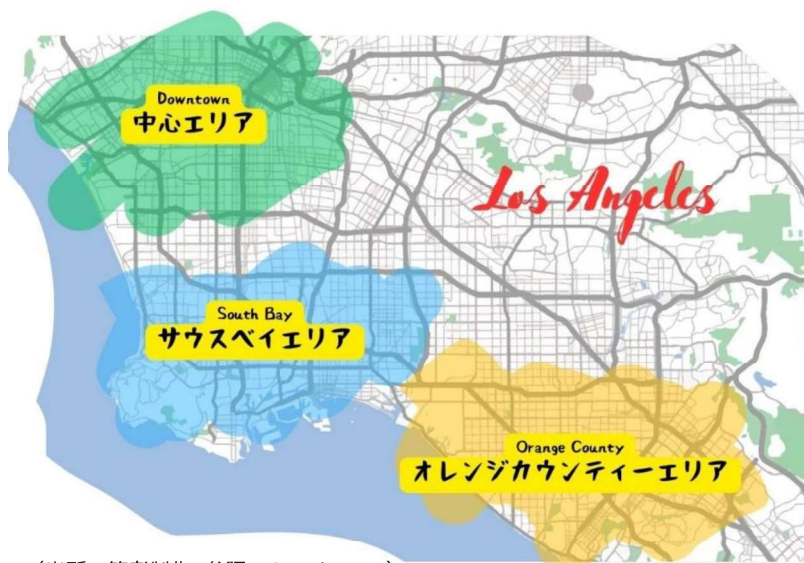 Downtown
中心エリア
Los Angeles
South Bay
サウスベイエリア
Orange County
オレンジカウンティーエリア